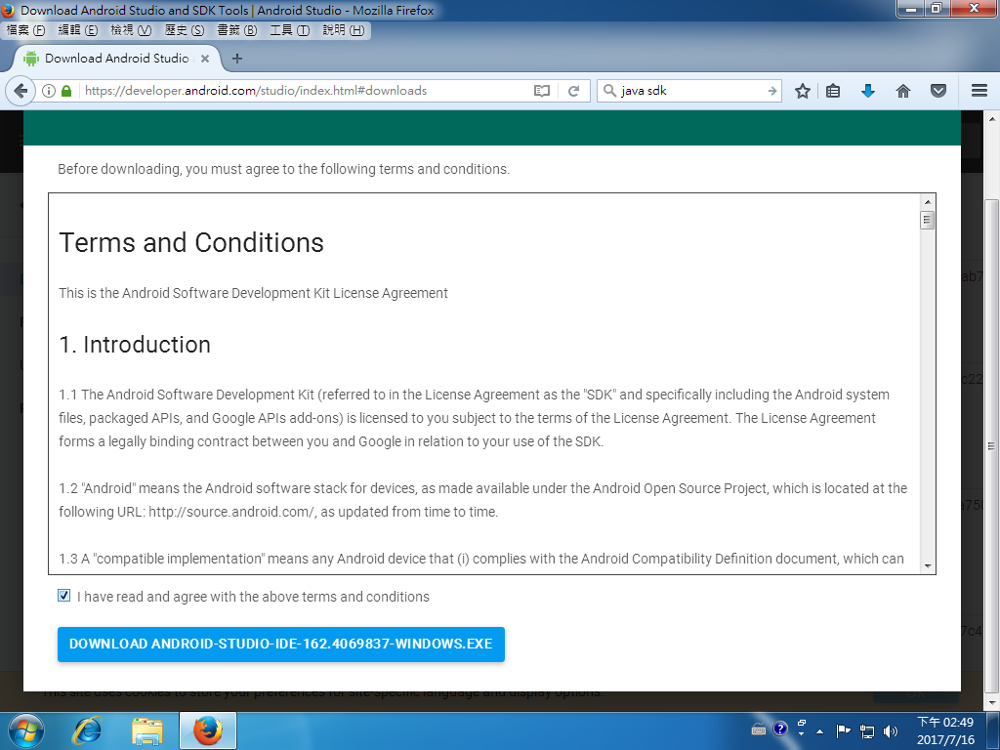 Download Android Studio and SDK Tools | Android Studio - Mozilla Firefox
檔案 (F) 編輯 (E) 檢視 (V) 歷史 (S) 書籤 (B) 工具 (T) 說明 (H)
Download Android Studio
https://developer.android.com/studio/index.html#downloads
java sdk
Before downloading, you must agree to the following terms and conditions.
Terms and Conditions
This is the Android Software Development Kit License Agreement
1. Introduction
1.1 The Android Software Development Kit (referred to in the License Agreement as the "SDK" and specifically including the Android system
files, packaged APIs, and Google APIs add-ons) is licensed to you subject to the terms of the License Agreement. The License Agreement
forms a legally binding contract between you and Google in relation to your use of the SDK.
1.2 "Android" means the Android software stack for devices, as made available under the Android Open Source Project, which is located at the
following URL: http://source.android.com/, as updated from time to time.
1.3 A "compatible implementation" means any Android device that (i) complies with the Android Compatibility Definition document, which can
I have read and agree with the above terms and conditions
DOWNLOAD ANDROID-STUDIO-IDE-162.4069837-WINDOWS.EXE
This site uses cookies to store your preferences for site-specific language and display options.
下午 02:49
2017/7/16